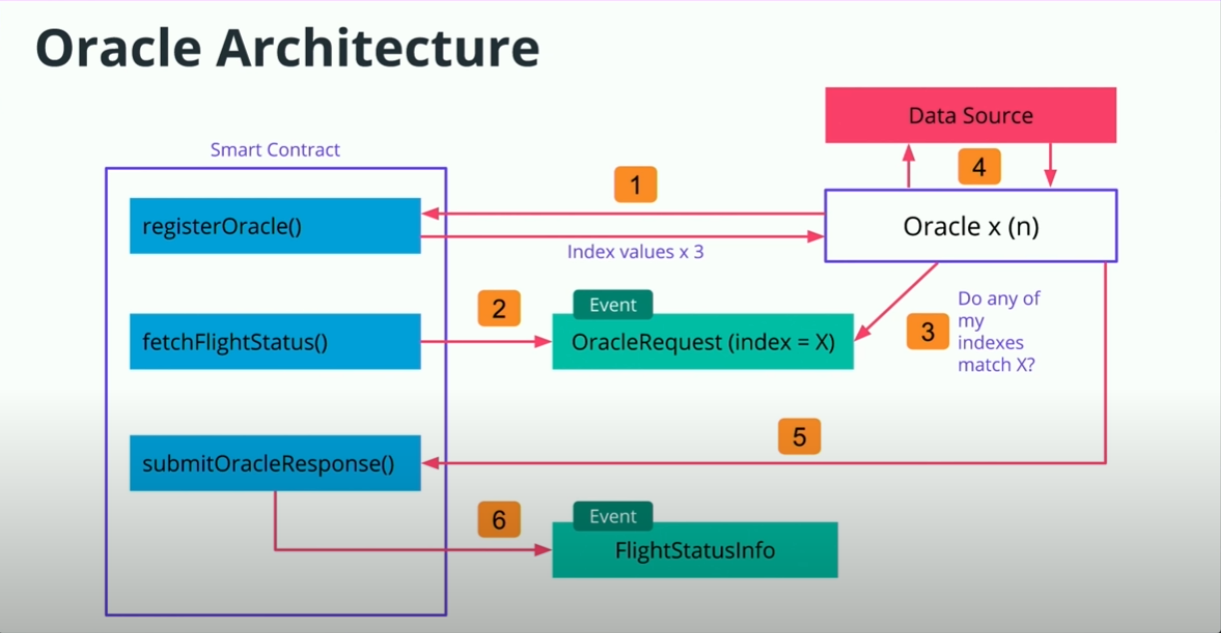 Oracle Architecture
Data Source
Smart Contract
1
4
registerOracle()
Oracle x (n)
Index values x 3
2
Event
Do any of
my
indexes
match X?
fetchFlightStatus()
OracleRequest (index = X)
3
5
submitOracleResponse()
6
Event
FlightStatusInfo